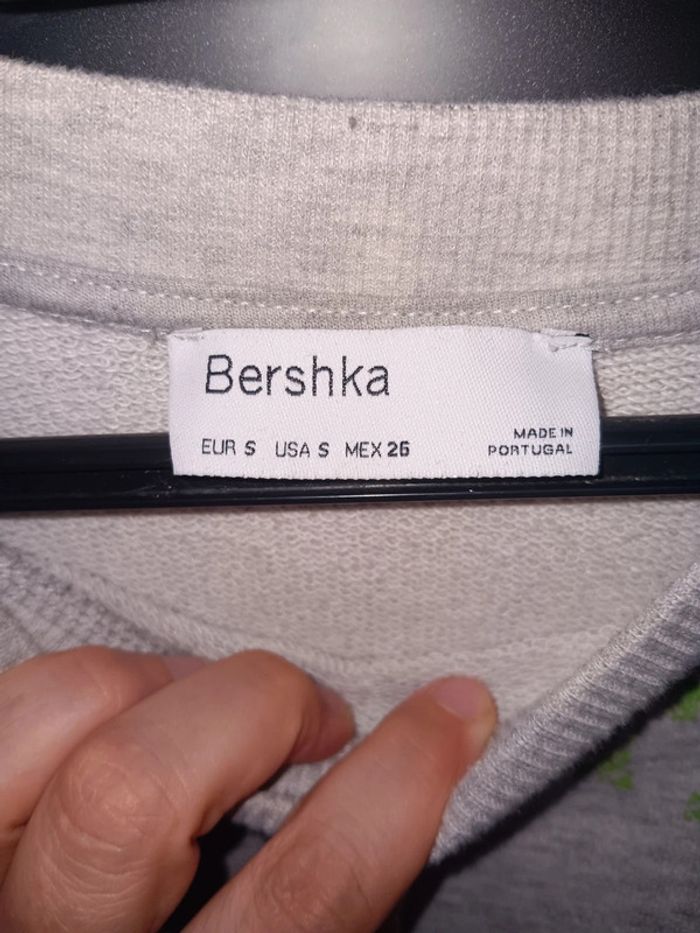 Bershka
EUR S USA S MEX 26
MADE IN
PORTUGAL